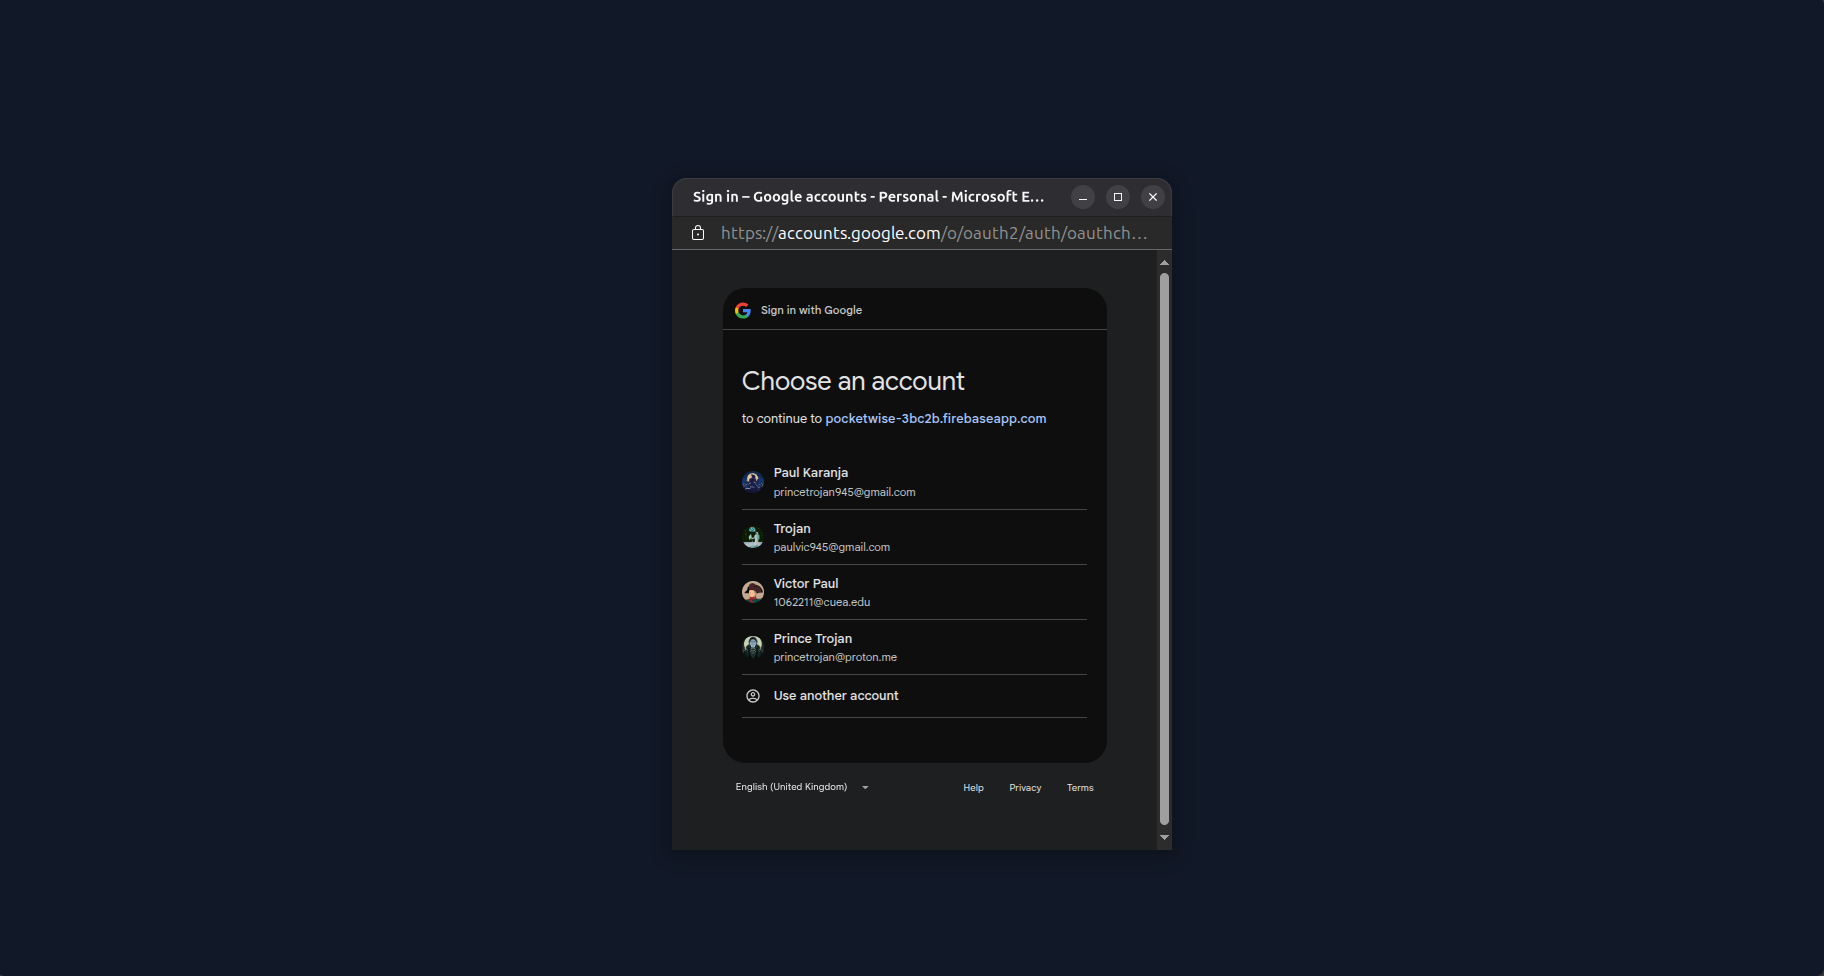 Sign in – Google accounts - Personal - Microsoft E...
https://accounts.google.com/o/oauth2/auth/oauthch...
Sign in with Google
Choose an account
to continue to pocketwise-3bc2b.firebaseapp.com
Paul Karanja
princetrojan945@gmail.com
Trojan
paulvic945@gmail.com
Victor Paul
1062211@cuea.edu
Prince Trojan
princetrojan@proton.me
Use another account
English (United Kingdom)
Help Privacy Terms